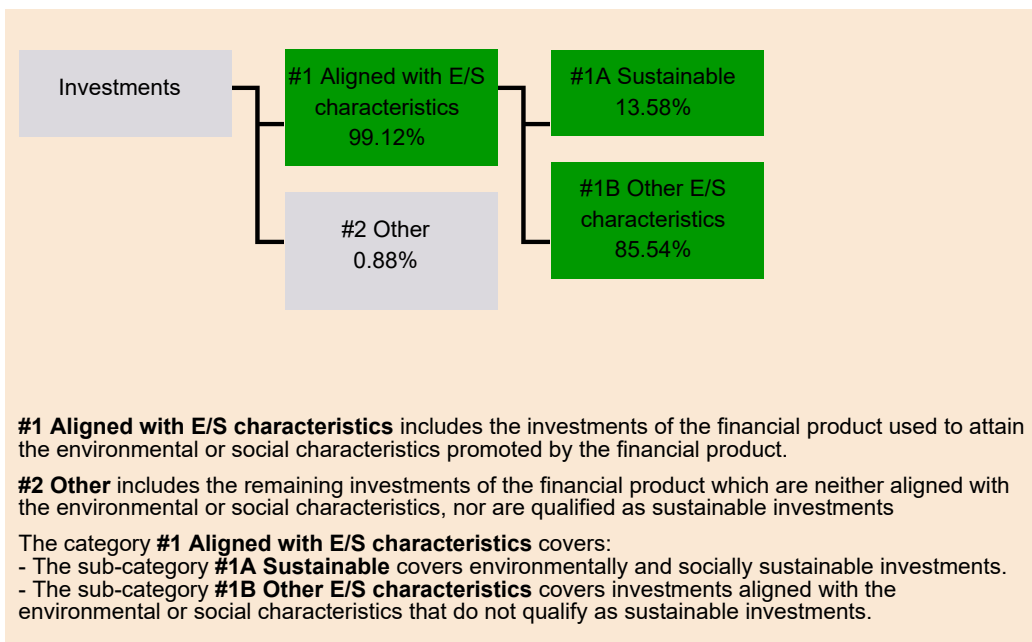 Investments
#1 Aligned with E/S
characteristics
99.12%
#2 Other
0.88%
#1A Sustainable
13.58%
#1B Other E/S
characteristics
85.54%
#1 Aligned with E/S characteristics includes the investments of the financial product used to attain
the environmental or social characteristics promoted by the financial product.
#2 Other includes the remaining investments of the financial product which are neither aligned with
the environmental or social characteristics, nor are qualified as sustainable investments
The category #1 Aligned with E/S characteristics covers:
- The sub-category #1A Sustainable covers environmentally and socially sustainable investments.
- The sub-category #1B Other E/S characteristics covers investments aligned with the
environmental or social characteristics that do not qualify as sustainable investments.